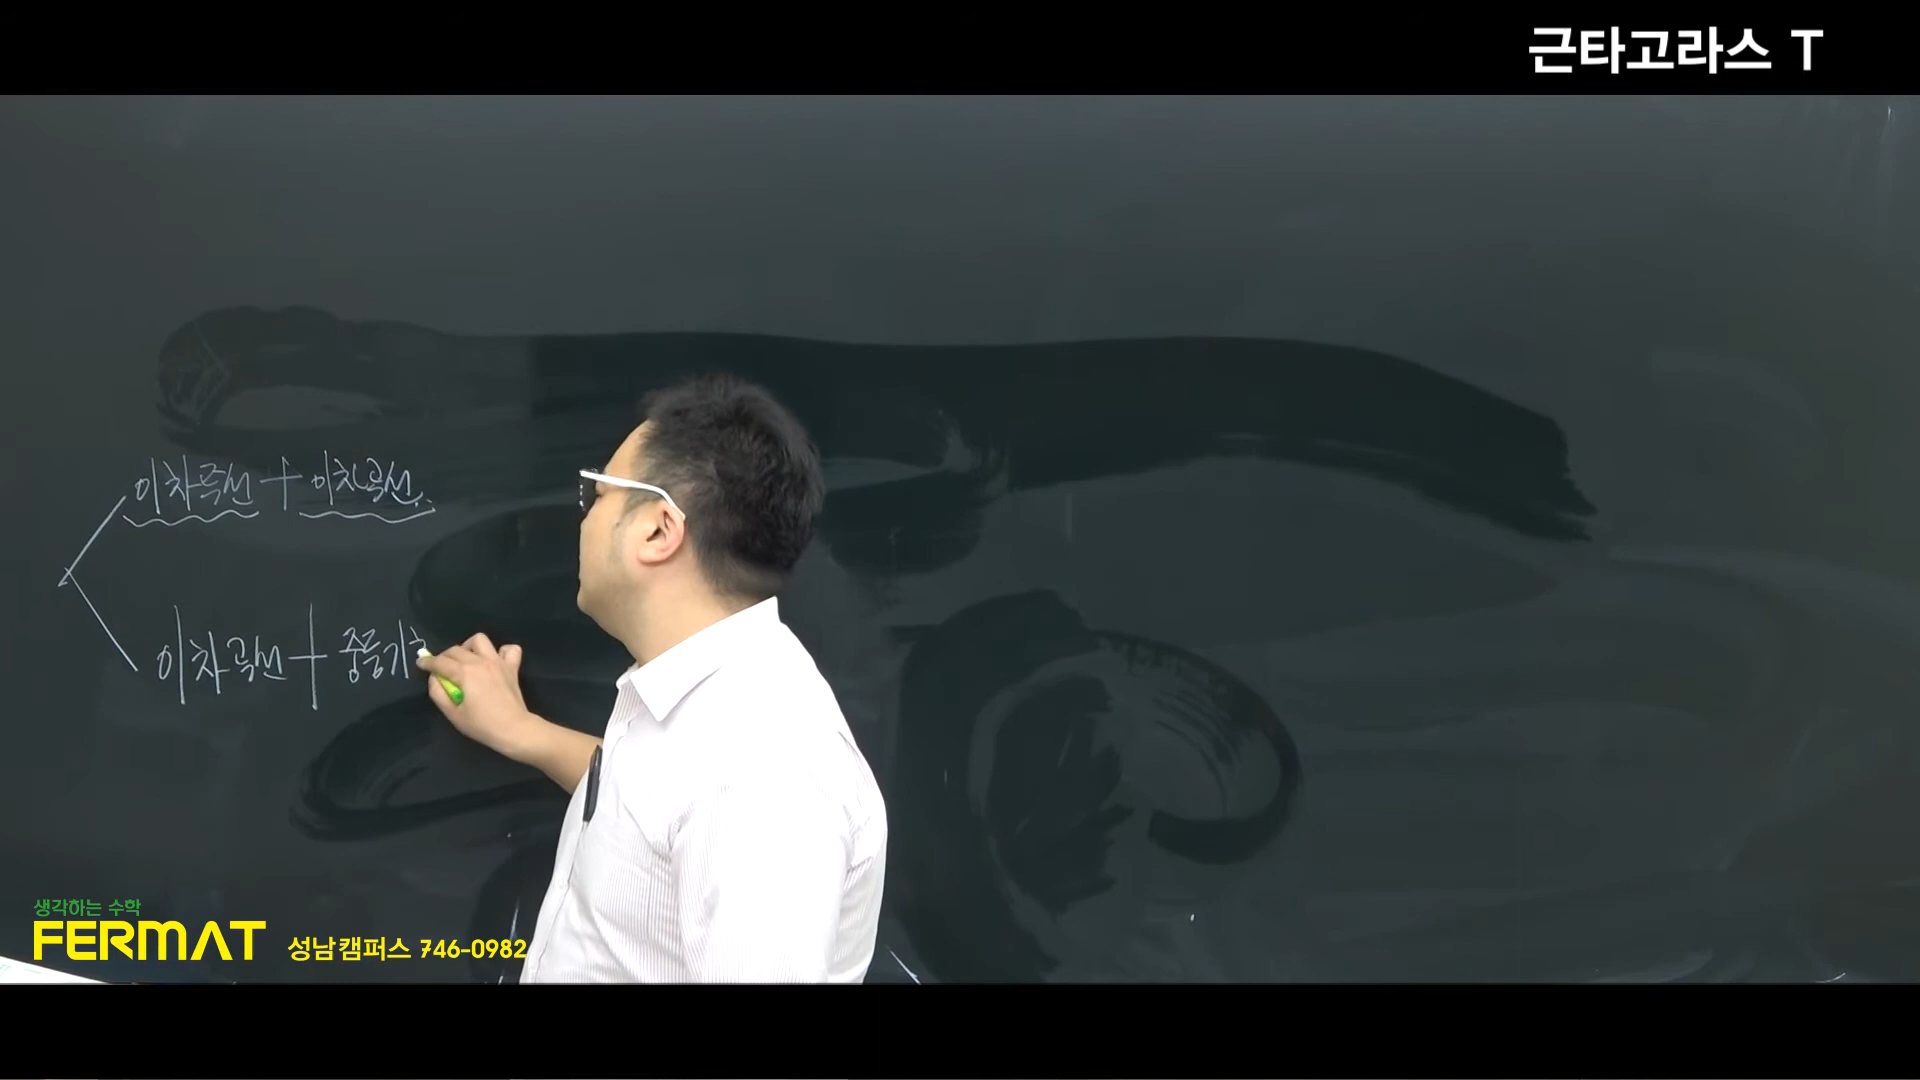 근타고라스 T
이차곡선 + 이차곡선.
이차곡선 + 중등기하
생각하는 수학
FERMAT 성남캠퍼스 746-0982